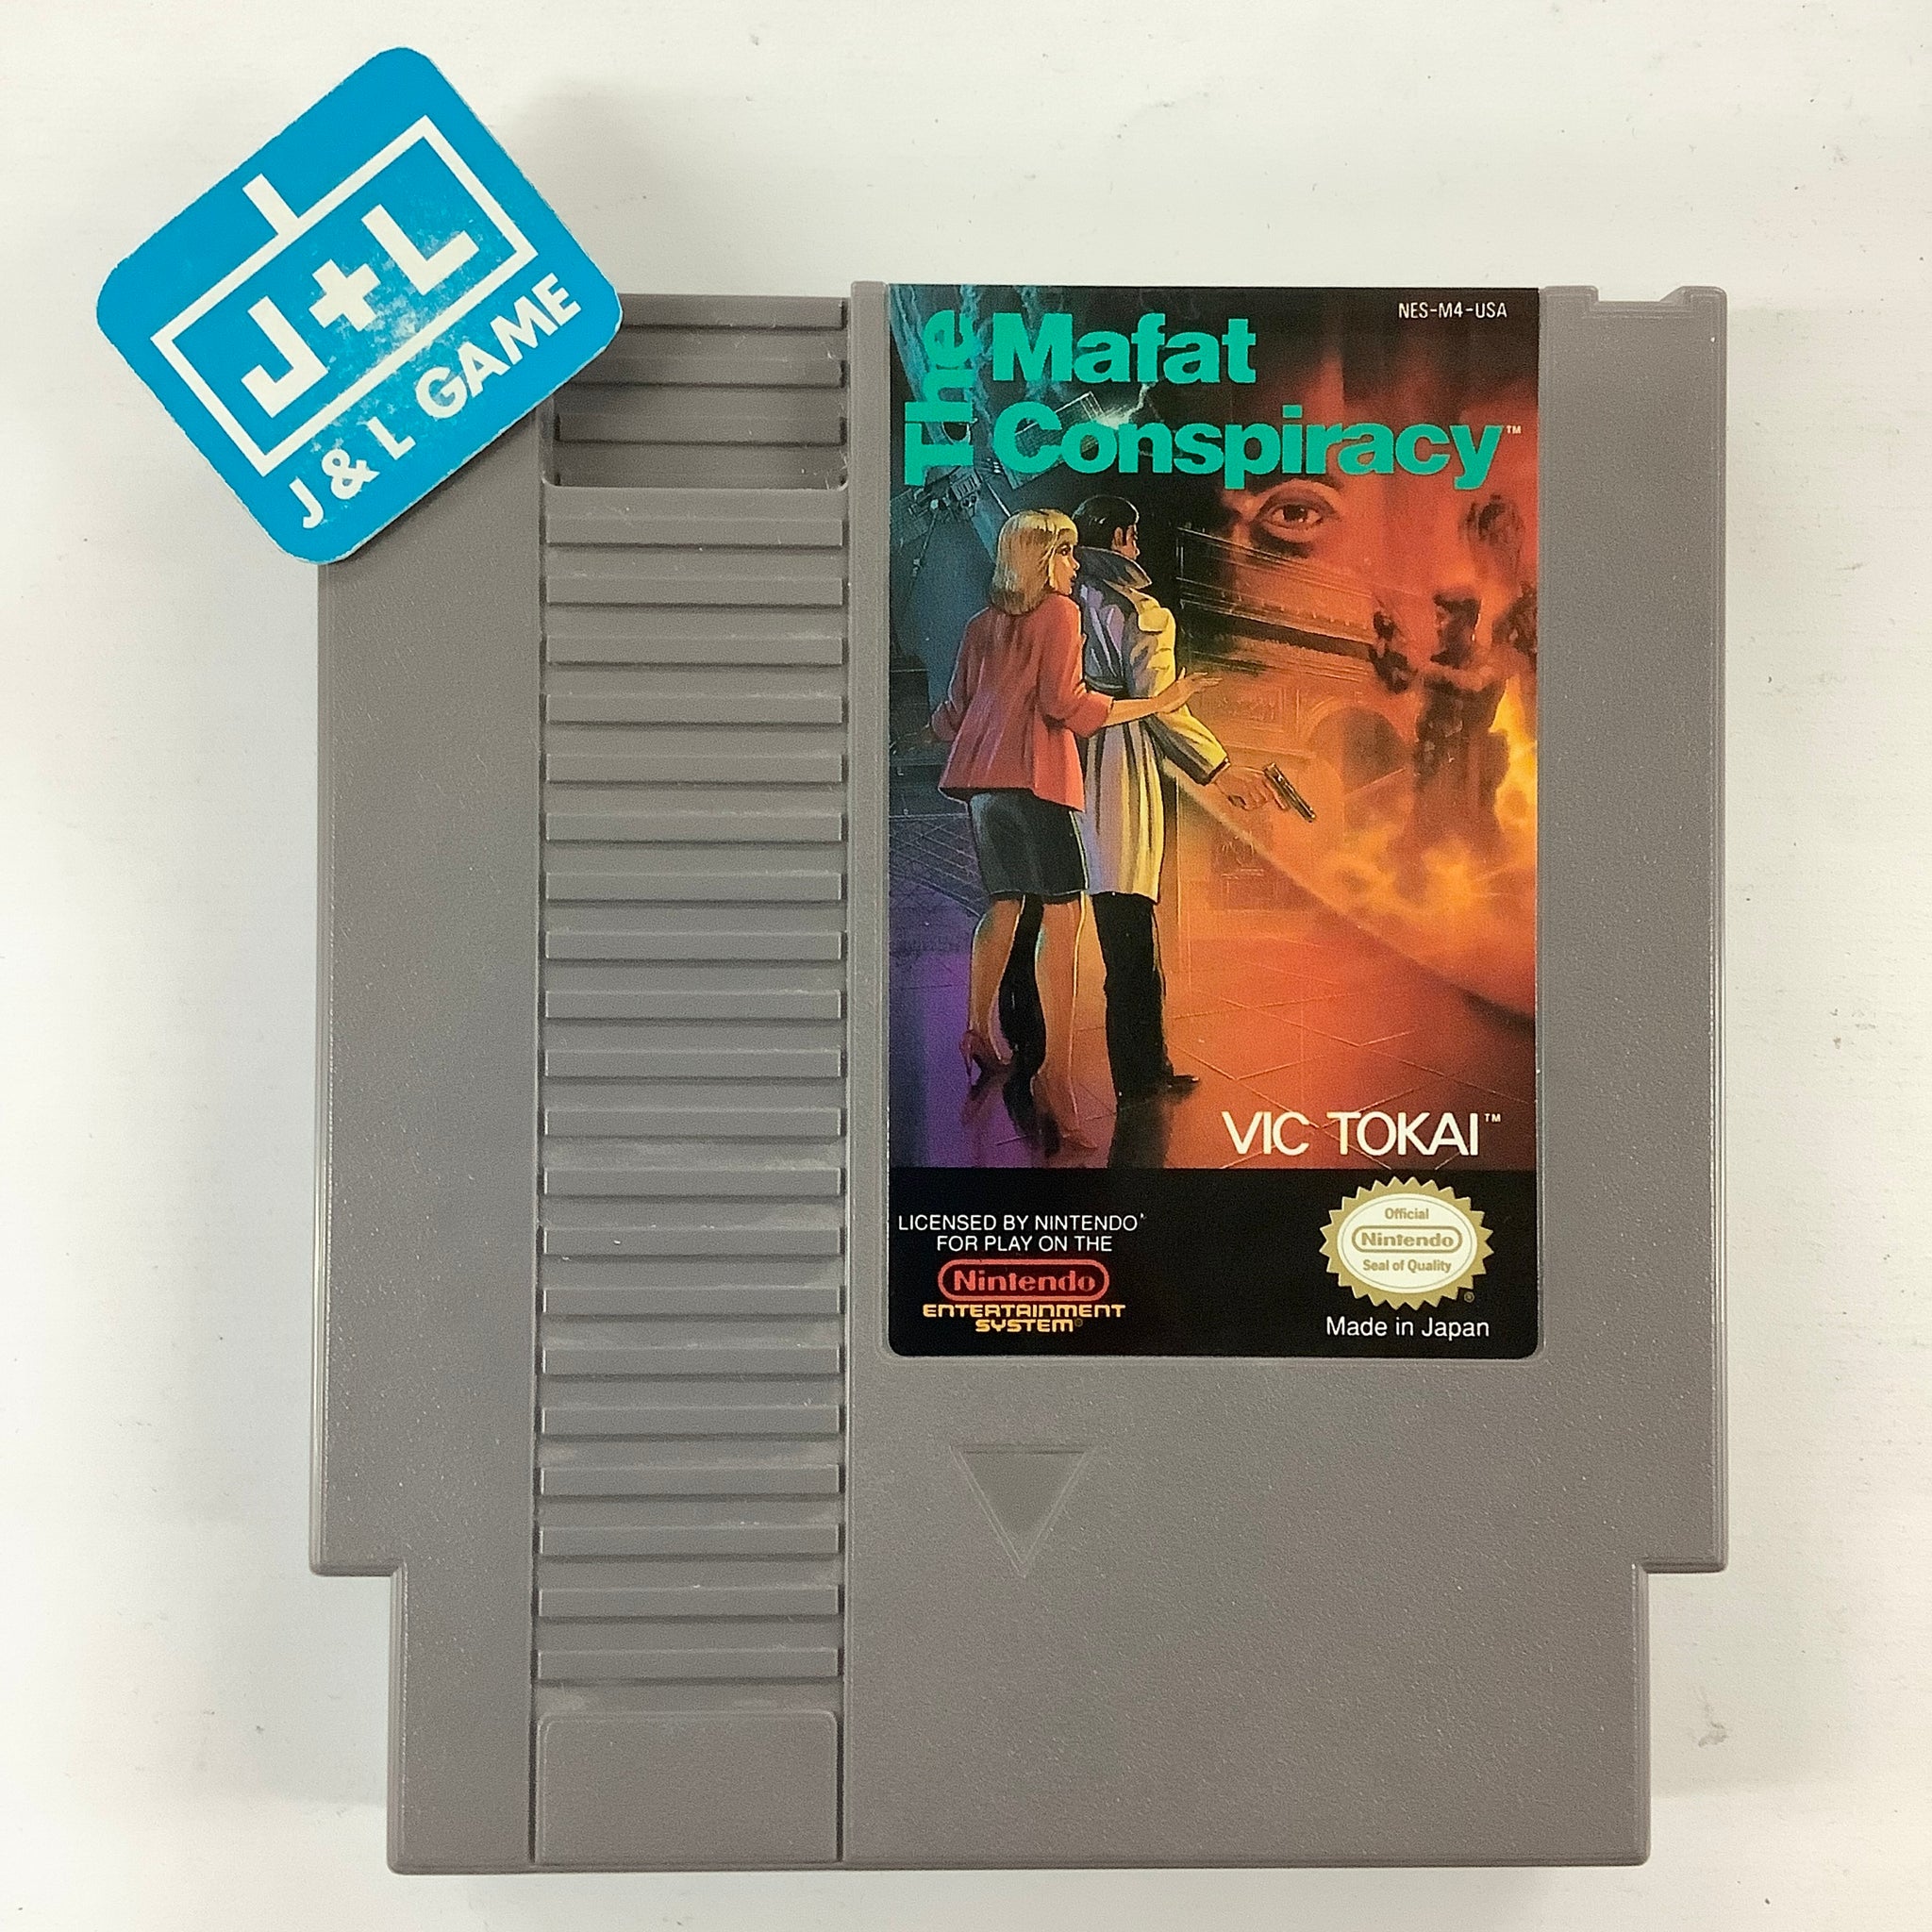 J+L
J & L GAME
NES-M4-USA
The Mafat
Conspiracy™
VIC TOKAI™
LICENSED BY NINTENDO®
FOR PLAY ON THE
Nintendo
ENTERTAINMENT
SYSTEM®
Official
Nintendo
Seal of Quality
®
Made in Japan